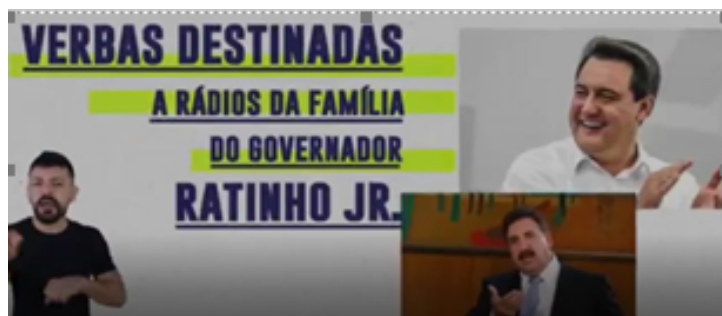 VERBAS DESTINADAS
A RÁDIOS DA FAMÍLIA
DO GOVERNADOR
RATINHO JR.